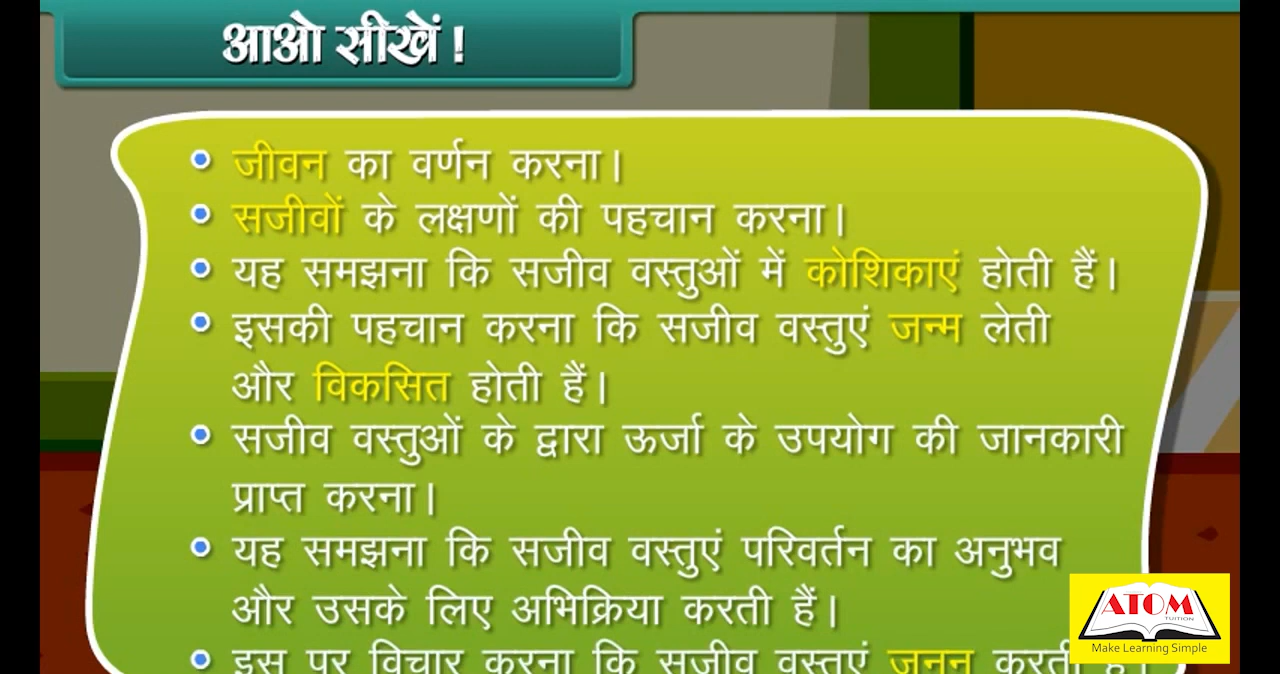 आओ सीखें!
जीवन का वर्णन करना।
सजीवों के लक्षणों की पहचान करना।
यह समझना कि सजीव वस्तुओं में कोशिकाएं होती हैं।
इसकी पहचान करना कि सजीव वस्तुएं जन्म लेती
और विकसित होती हैं।
सजीव वस्तुओं के द्वारा ऊर्जा के उपयोग की जानकारी
प्राप्त करना।
यह समझना कि सजीव वस्तुएं परिवर्तन का अनुभव
और उसके लिए अभिक्रिया करती हैं।
इस पर विचार करना कि सजीव वस्तुएं जनन करती हैं।
ATOM
TUITION
Make Learning Simple